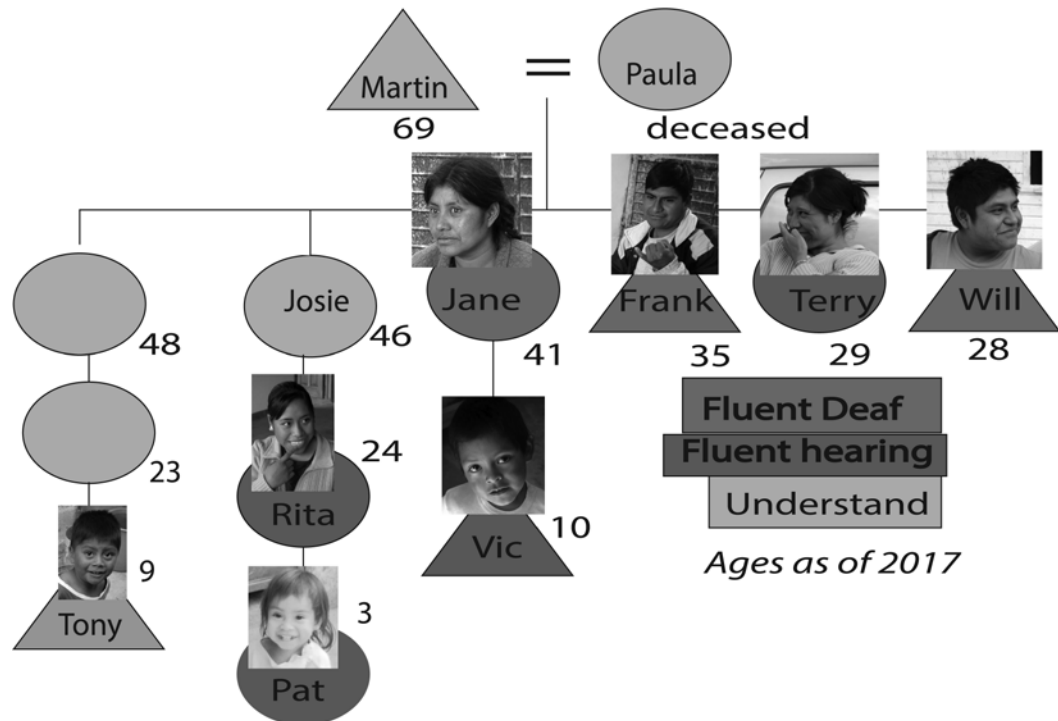 Martin
=
Paula
69
deceased
Josie
Jane
Frank
Terry
Will
48
46
41
35
29
28
23
24
Rita
10
Vic
Fluent Deaf
Fluent hearing
Understand
Ages as of 2017
9
Tony
3
Pat